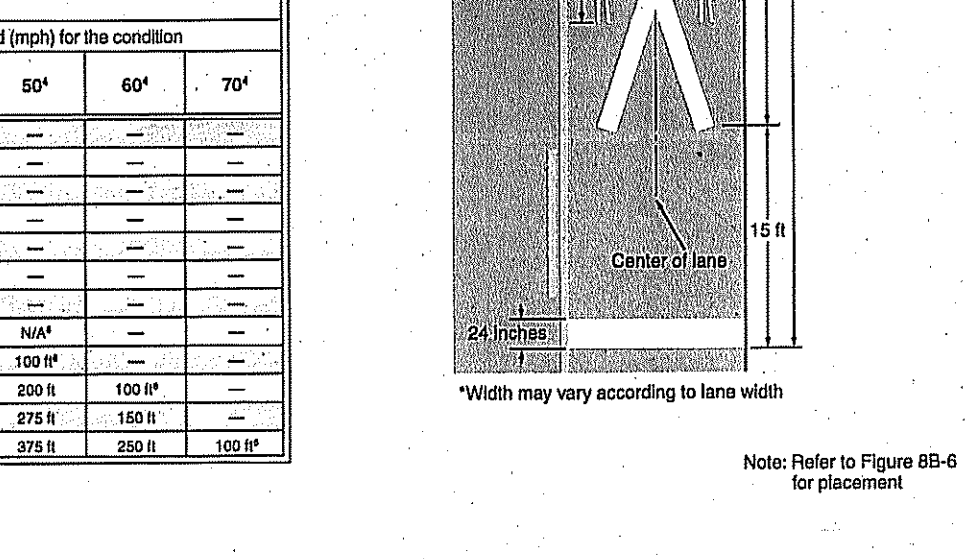 d (mph) for the condition
50⁴ 60⁴ 70⁴
— — —
— — —
— — —
— — —
— — —
— — —
— — —
N/A⁶ — —
100 ft⁶ — —
200 ft 100 ft⁶ —
275 ft 150 ft —
375 ft 250 ft 100 ft⁶
15 ft
Center of lane
24 Inches
*Width may vary according to lane width
Note: Refer to Figure 8B-6
for placement